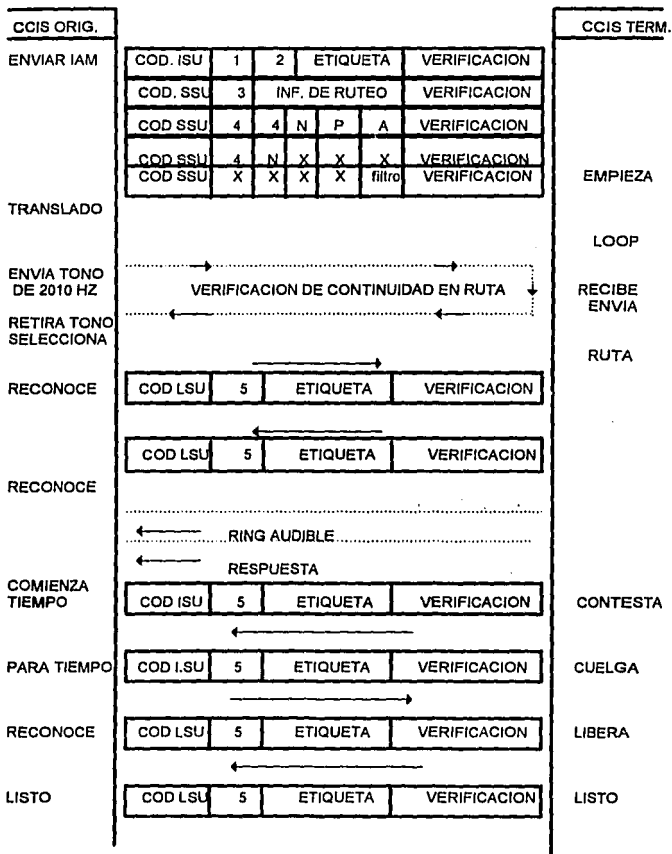 CCIS ORIG. CCIS TERM.
ENVIAR IAM COD. ISU 1 2 ETIQUETA VERIFICACION
COD. SSU 3 INF. DE RUTEO VERIFICACION
COD SSU 4 4 N P A VERIFICACION
COD SSU 4 N X X X VERIFICACION
COD SSU X X X X filtro VERIFICACION EMPIEZA
TRANSLADO
LOOP
ENVIA TONO
DE 2010 HZ VERIFICACION DE CONTINUIDAD EN RUTA RECIBE
ENVIA
RETIRA TONO
SELECCIONA
RUTA
RECONOCE COD LSU 5 ETIQUETA VERIFICACION
COD LSU 5 ETIQUETA VERIFICACION
RECONOCE
RING AUDIBLE
RESPUESTA
COMIENZA
TIEMPO COD ISU 5 ETIQUETA VERIFICACION CONTESTA
PARA TIEMPO COD I.SU 5 ETIQUETA VERIFICACION CUELGA
RECONOCE COD LSU 5 ETIQUETA VERIFICACION LIBERA
LISTO COD LSU 5 ETIQUETA VERIFICACION LISTO